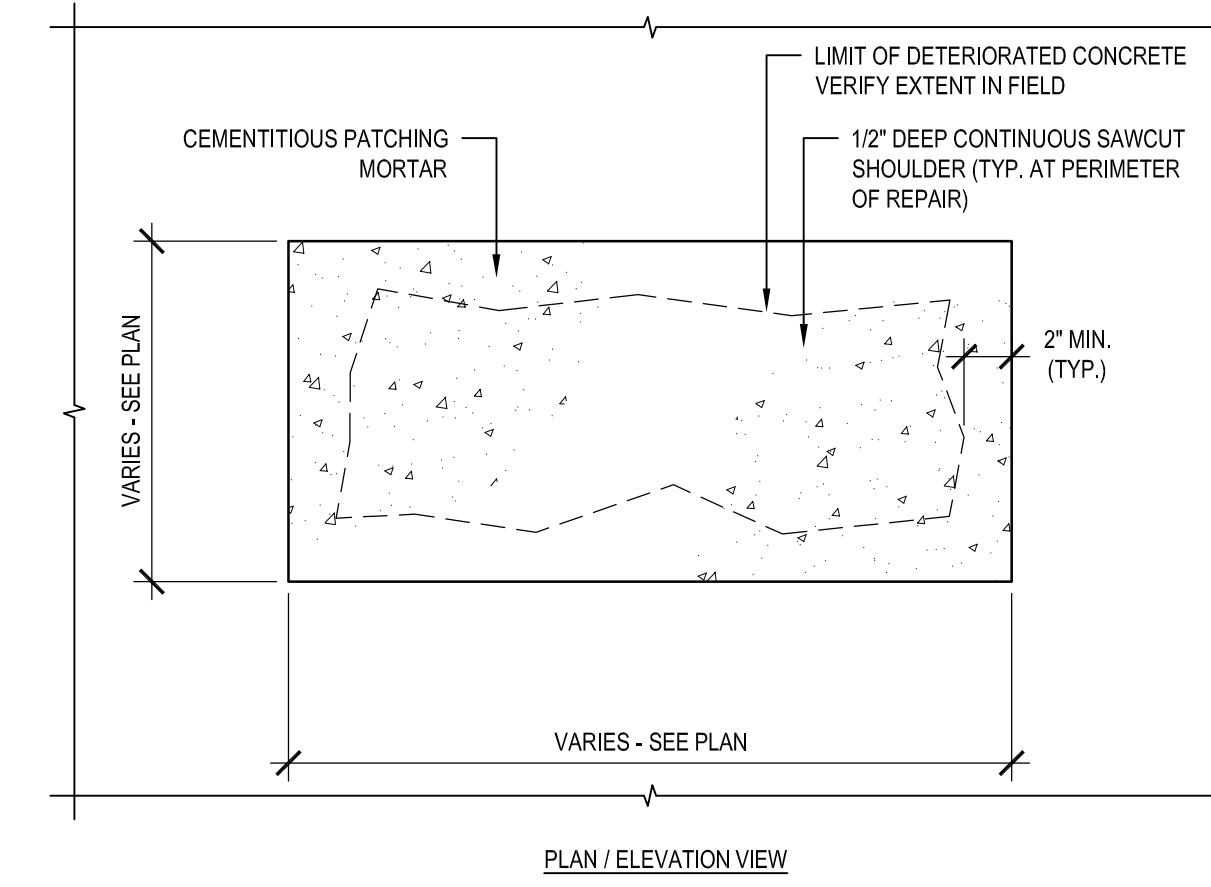 LIMIT OF DETERIORATED CONCRETE
VERIFY EXTENT IN FIELD
CEMENTITIOUS PATCHING
MORTAR
1/2" DEEP CONTINUOUS SAWCUT
SHOULDER (TYP. AT PERIMETER
OF REPAIR)
VARIES - SEE PLAN
2" MIN.
(TYP.)
VARIES - SEE PLAN
PLAN / ELEVATION VIEW